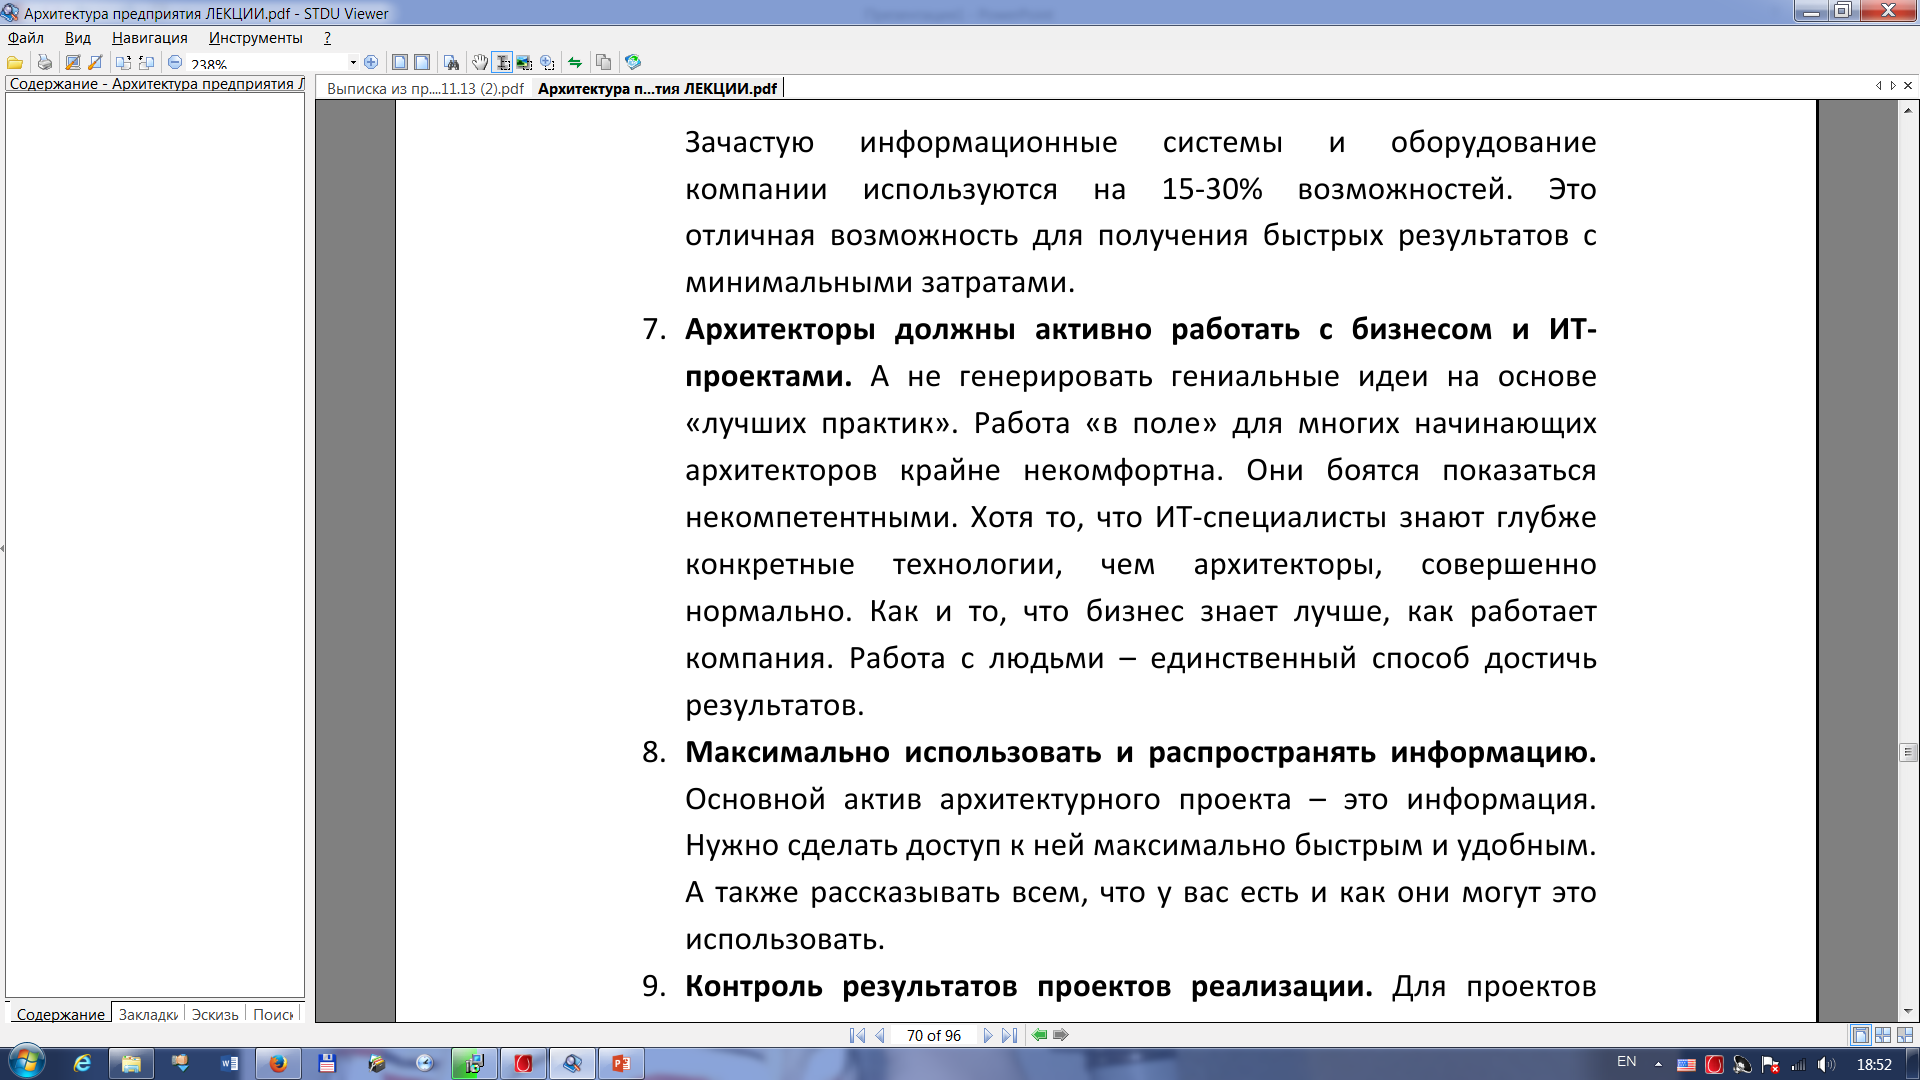 Архитектура предприятия ЛЕКЦИИ.pdf - STDU Viewer
Файл Вид Навигация Инструменты ?
238%
Содержание - Архитектура предприятия Л
Выписка из пр....11.13 (2).pdf Архитектура п...тия ЛЕКЦИИ.pdf
Зачастую информационные системы и оборудование
компании используются на 15-30% возможностей. Это
отличная возможность для получения быстрых результатов с
минимальными затратами.
7. Архитекторы должны активно работать с бизнесом и ИТ-
проектами. А не генерировать гениальные идеи на основе
«лучших практик». Работа «в поле» для многих начинающих
архитекторов крайне некомфортна. Они боятся показаться
некомпетентными. Хотя то, что ИТ-специалисты знают глубже
конкретные технологии, чем архитекторы, совершенно
нормально. Как и то, что бизнес знает лучше, как работает
компания. Работа с людьми – единственный способ достичь
результатов.
8. Максимально использовать и распространять информацию.
Основной актив архитектурного проекта – это информация.
Нужно сделать доступ к ней максимально быстрым и удобным.
А также рассказывать всем, что у вас есть и как они могут это
использовать.
9. Контроль результатов проектов реализации. Для проектов
Содержание Закладки Эскизь Поиск
70 of 96
EN 18:52